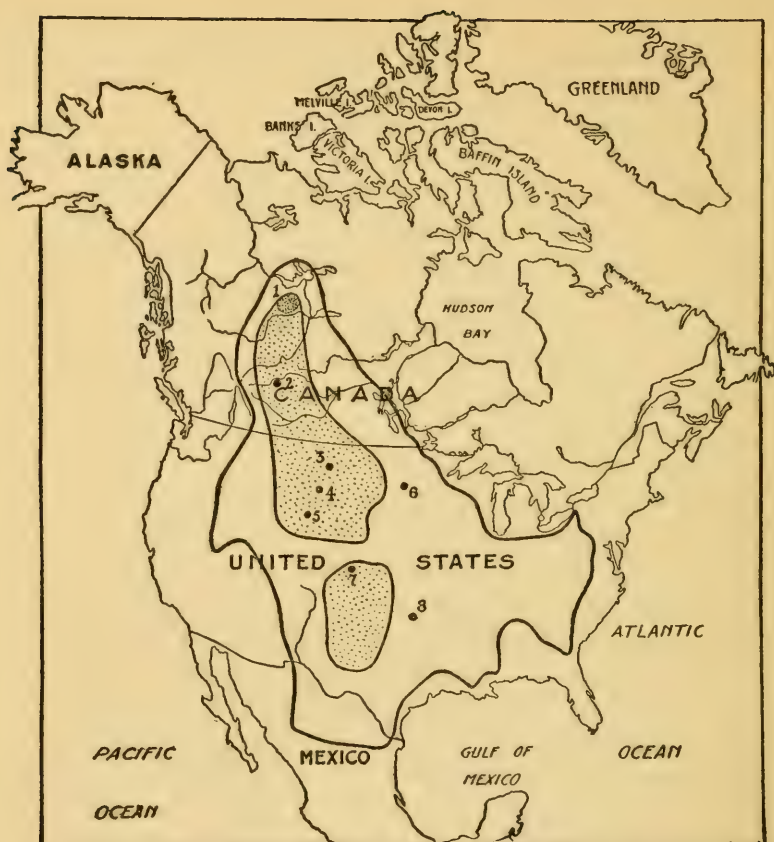 GREENLAND
MELVILLE I.
DEVON I.
BANKS I.
VICTORIA I.
BAFFIN ISLAND
ALASKA
HUDSON
BAY
1
2
CANADA
3
4
5
6
UNITED STATES
7
8
ATLANTIC
OCEAN
PACIFIC
OCEAN
MEXICO
GULF OF
MEXICO